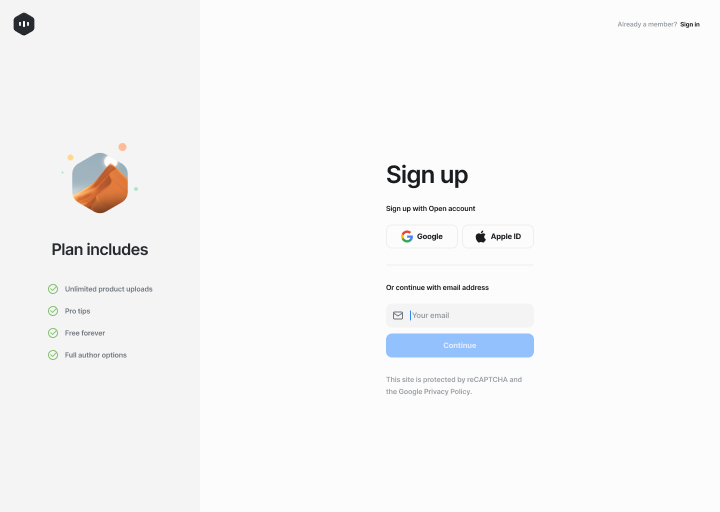 Already a member? Sign in
Plan includes
Unlimited product uploads
Pro tips
Free forever
Full author options
Sign up
Sign up with Open account
Google
Apple ID
Or continue with email address
Your email
Continue
This site is protected by reCAPTCHA and
the Google Privacy Policy.